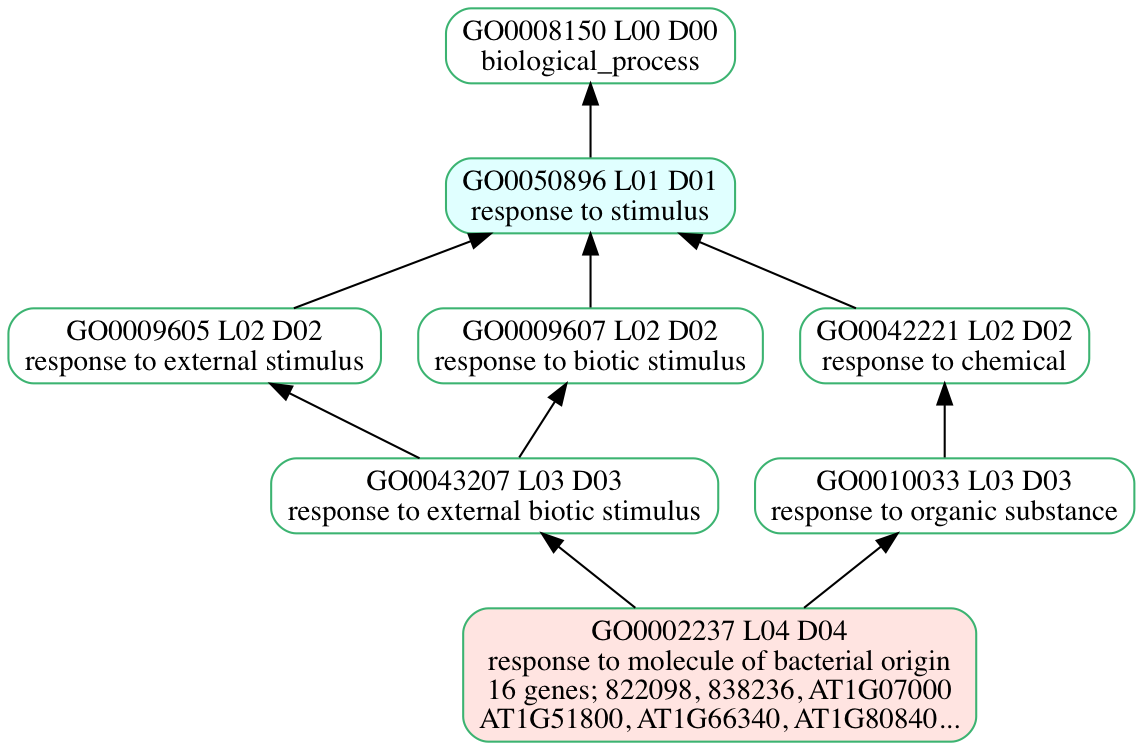 GO0008150 L00 D00
biological_process
GO0050896 L01 D01
response to stimulus
GO0009605 L02 D02
response to external stimulus
GO0009607 L02 D02
response to biotic stimulus
GO0042221 L02 D02
response to chemical
GO0043207 L03 D03
response to external biotic stimulus
GO0010033 L03 D03
response to organic substance
GO0002237 L04 D04
response to molecule of bacterial origin
16 genes; 822098, 838236, AT1G07000
AT1G51800, AT1G66340, AT1G80840...